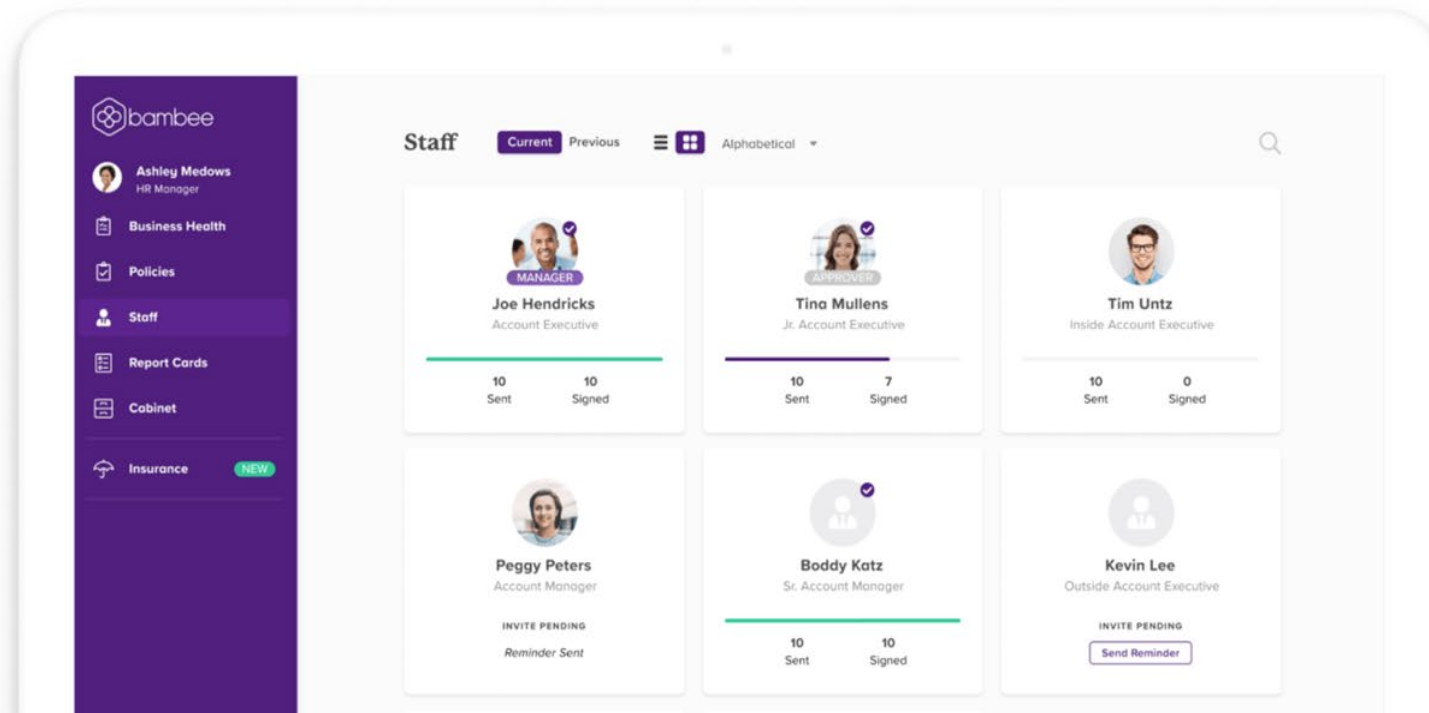 bambee
Ashley Medows
HR Manager
Business Health
Policies
Staff
Report Cards
Cabinet
Insurance NEW
Staff Current Previous Alphabetical
MANAGER
Joe Hendricks
Account Executive
10 10
Sent Signed
APPROVER
Tina Mullens
Jr. Account Executive
10 7
Sent Signed
Tim Untz
Inside Account Executive
10 0
Sent Signed
Peggy Peters
Account Manager
INVITE PENDING
Reminder Sent
Boddy Katz
Sr. Account Manager
10 10
Sent Signed
Kevin Lee
Outside Account Executive
INVITE PENDING
Send Reminder